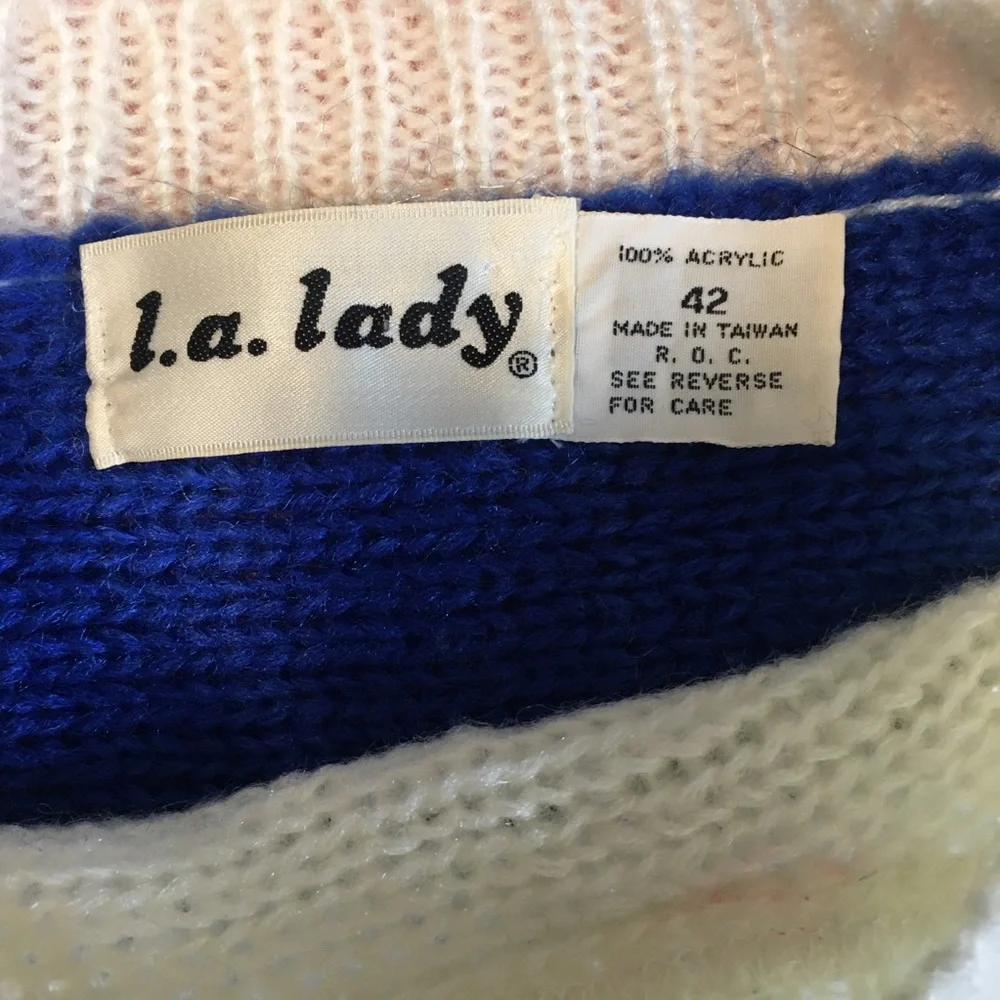 l.a. lady®
100% ACRYLIC
42
MADE IN TAIWAN
R. O. C.
SEE REVERSE
FOR CARE